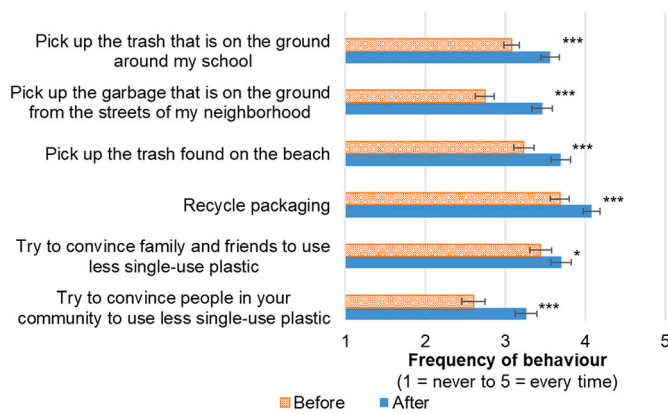 Pick up the trash that is on the ground
around my school
***
Pick up the garbage that is on the ground
from the streets of my neighborhood
***
Pick up the trash found on the beach
***
Recycle packaging
***
Try to convince family and friends to use
less single-use plastic
*
Try to convince people in your
community to use less single-use plastic
***
1 2 3 4 5
Frequency of behaviour
(1 = never to 5 = every time)
Before After